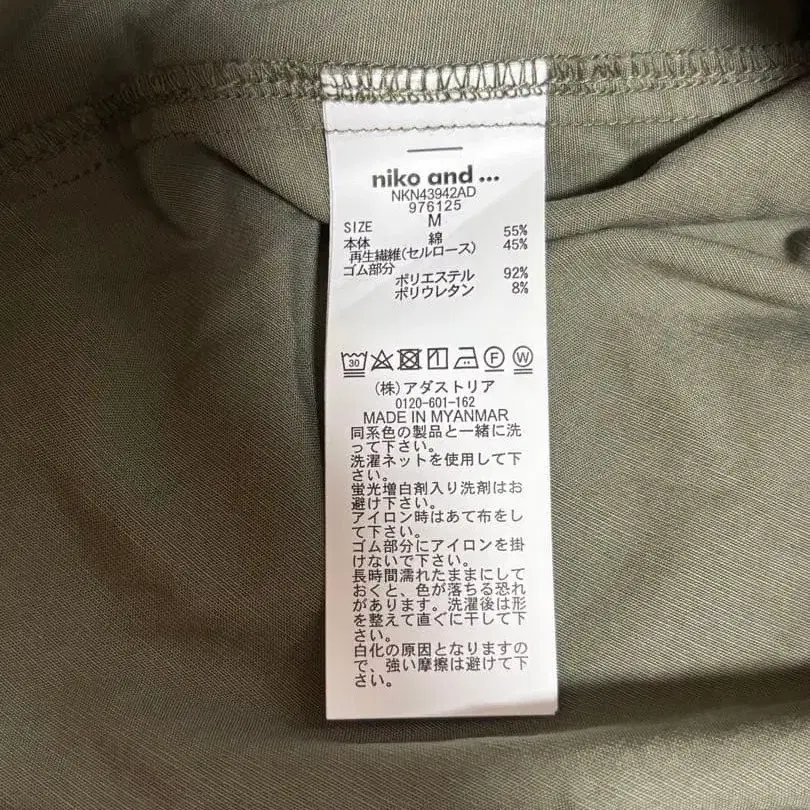 niko and ...
NKN43942AD
976125
SIZE M
本体 綿 55%
再生繊維(セルロース) 45%
ゴム部分
ポリエステル 92%
ポリウレタン 8%
30 F W
(株)アダストリア
0120-601-162
MADE IN MYANMAR
同系色の製品と一緒に洗
って下さい。
洗濯ネットを使用して下
さい。
蛍光増白剤入り洗剤はお
避け下さい。
アイロン時はあて布をし
て下さい。
ゴム部分にアイロンを掛
けないで下さい。
長時間濡れたままにして
おくと、色が落ちる恐れ
があります。洗濯後は形
を整えて直ぐに干して下
さい。
白化の原因となりますの
で、強い摩擦は避けて下
さい。